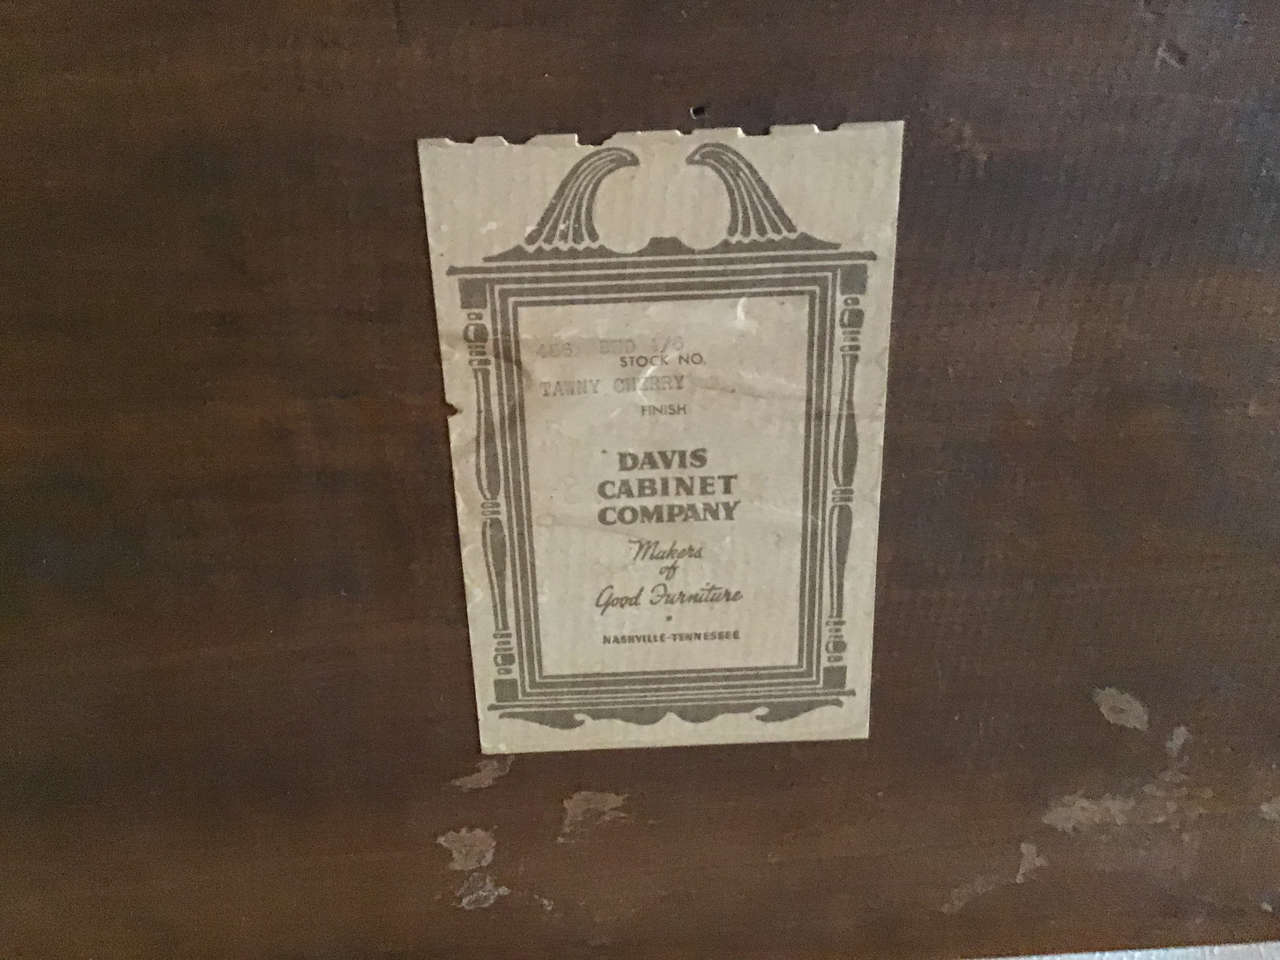 STOCK NO.
TAWNY CHERRY
FINISH
DAVIS
CABINET
COMPANY
Makers
of
Good Furniture
NASHVILLE-TENNESSEE